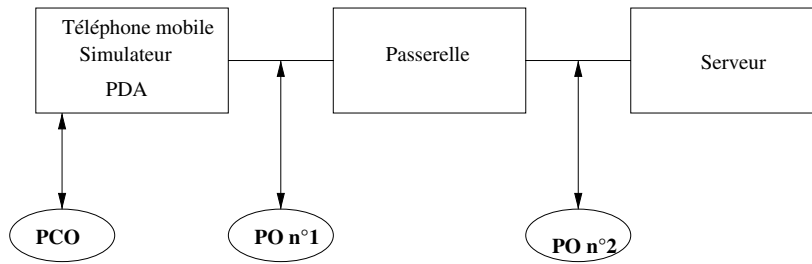 Téléphone mobile
Simulateur
PDA
Passerelle
Serveur
PCO
PO n°1
PO n°2